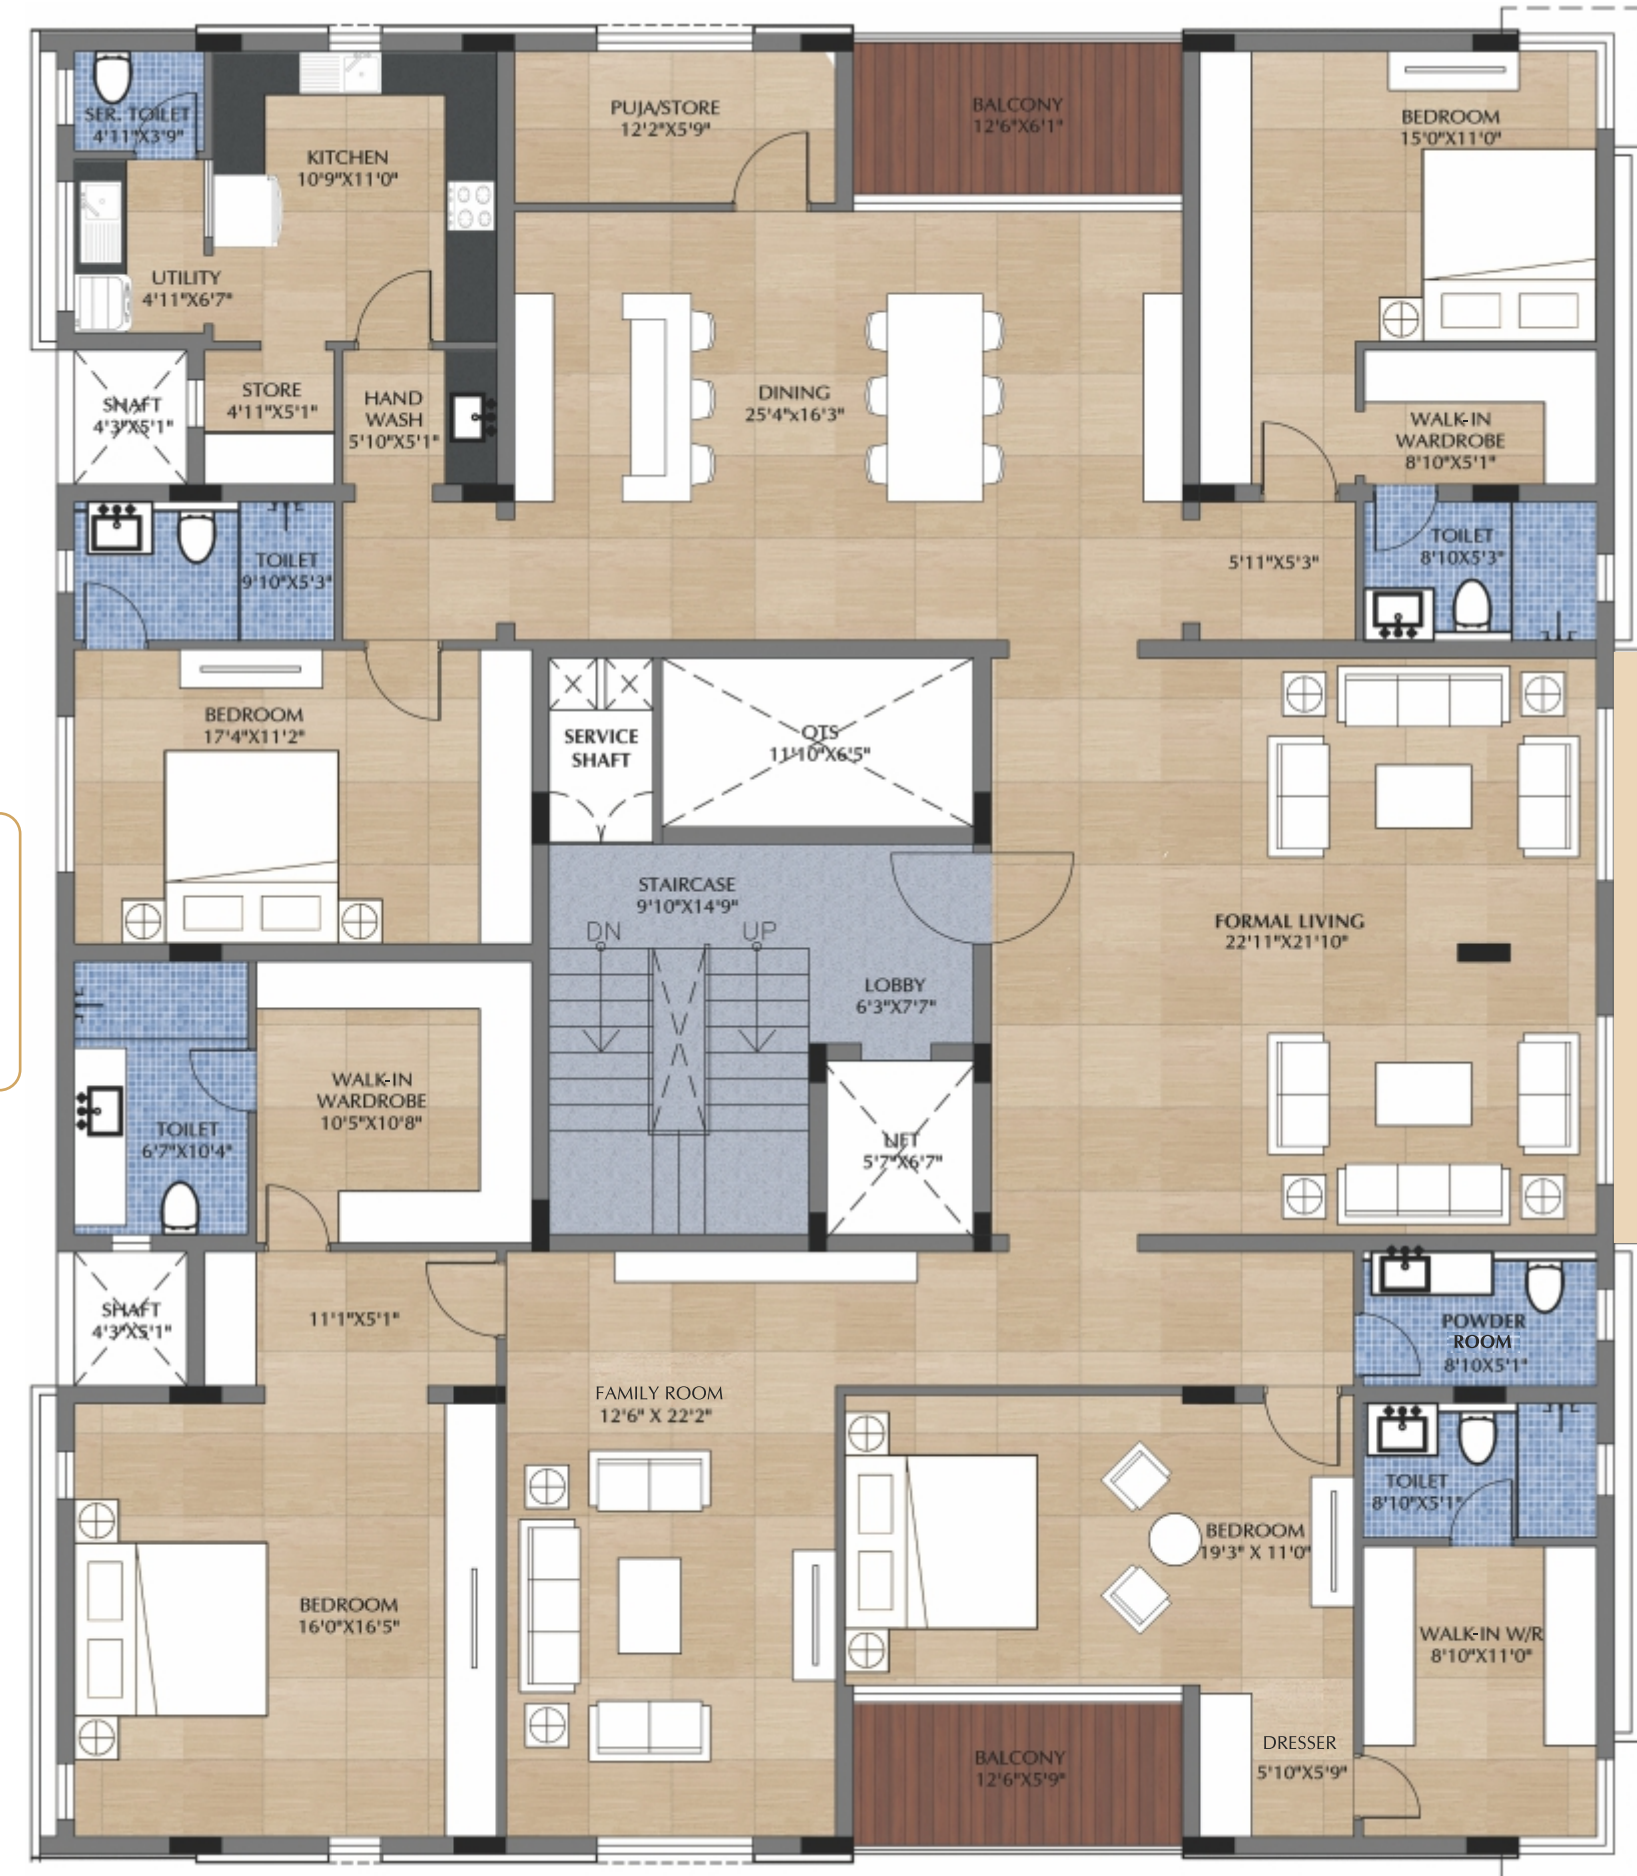 SER. TOILET
4'11"X3'9"
KITCHEN
10'9"X11'0"
PUJA/STORE
12'2"X5'9"
BALCONY
12'6"X6'1"
BEDROOM
15'0"X11'0"
UTILITY
4'11"X6'7"
SHAFT
4'3"X5'1"
STORE
4'11"X5'1"
HAND
WASH
5'10"X5'1"
DINING
25'4"x16'3"
WALK-IN
WARDROBE
8'10"X5'1"
TOILET
9'10"X5'3"
5'11"X5'3"
TOILET
8'10X5'3"
BEDROOM
17'4"X11'2"
SERVICE
SHAFT
OTS
11'10"X6'5"
STAIRCASE
9'10"X14'9"
DN
UP
LOBBY
6'3"X7'7"
FORMAL LIVING
22'11"X21'10"
WALK-IN
WARDROBE
10'5"X10'8"
TOILET
6'7"X10'4"
LIFT
5'7"X6'7"
SHAFT
4'3"X5'1"
11'1"X5'1"
POWDER
ROOM
8'10X5'1"
FAMILY ROOM
12'6" X 22'2"
TOILET
8'10"X5'1"
BEDROOM
19'3" X 11'0"
BEDROOM
16'0"X16'5"
WALK-IN W/R
8'10"X11'0"
BALCONY
12'6"X5'9"
DRESSER
5'10"X5'9"